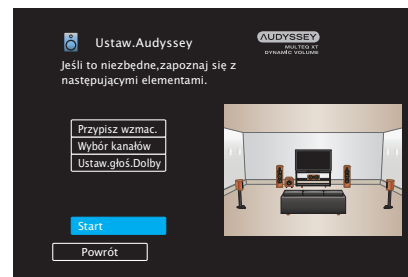 Ustaw.Audyssey
AUDYSSEY
MULTEQ XT
DYNAMIC VOLUME
Jeśli to niezbędne,zapoznaj się z
następującymi elementami.
Przypisz wzmac.
Wybór kanałów
Ustaw.głoś.Dolby
Start
Powrót